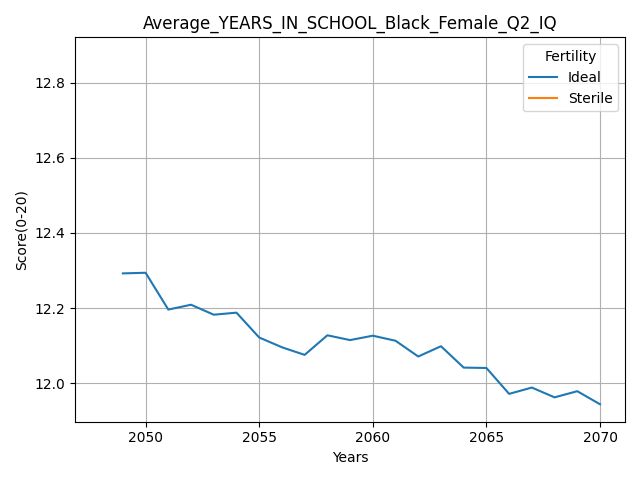 Average_YEARS_IN_SCHOOL_Black_Female_Q2_IQ
Fertility
Ideal
Sterile
Score(0-20)
12.8
12.6
12.4
12.2
12.0
2050
2055
2060
2065
2070
Years